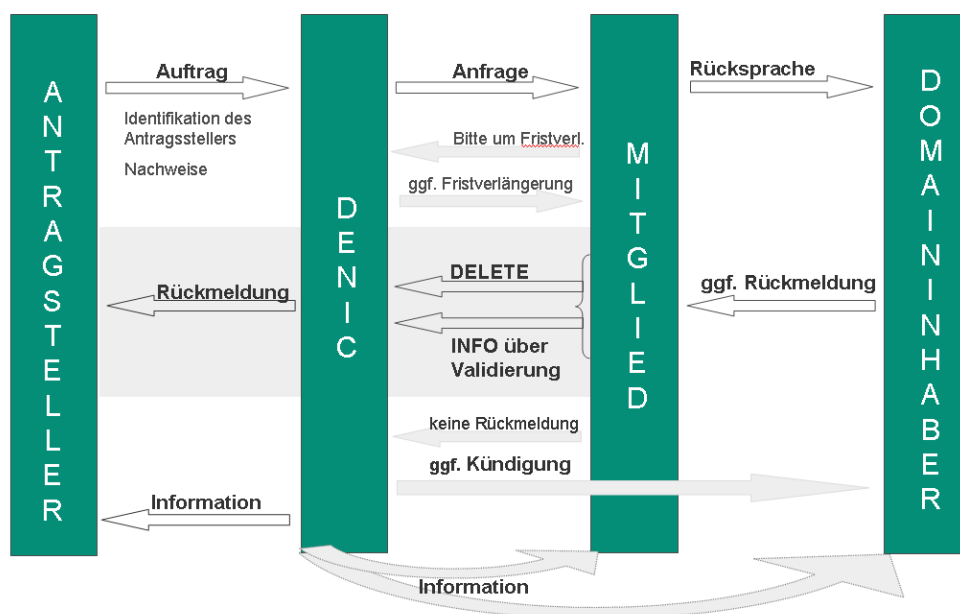 ANTRAGSTELLER
DENIC
MITGLIED
DOMAININHABER
Auftrag
Identifikation des
Antragsstellers
Nachweise
Anfrage
Rücksprache
Bitte um Fristverl.
ggf. Fristverlängerung
DELETE
Rückmeldung
ggf. Rückmeldung
INFO über
Validierung
keine Rückmeldung
ggf. Kündigung
Information
Information